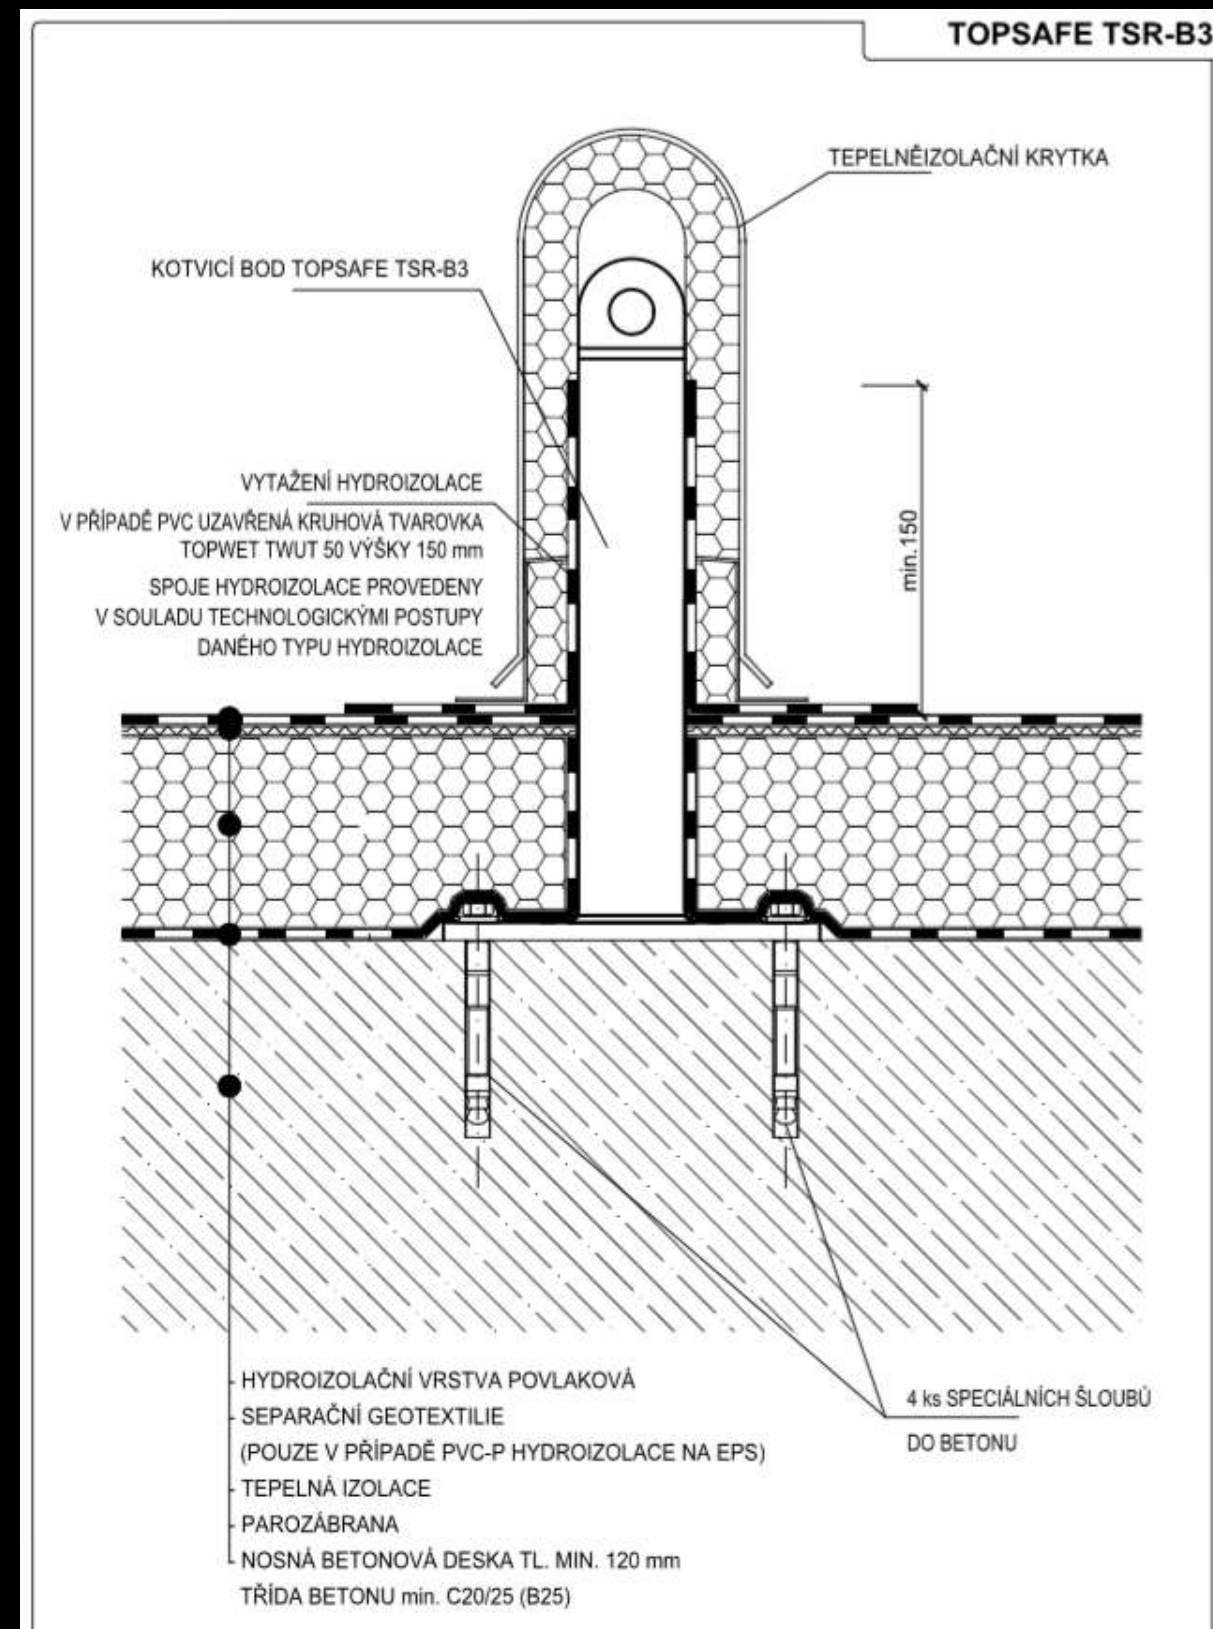 TOPSAFE TSR-B3
TEPELNĚIZOLAČNÍ KRYTKA
KOTVICÍ BOD TOPSAFE TSR-B3
VYTAŽENÍ HYDROIZOLACE
V PŘÍPADĚ PVC UZAVŘENÁ KRUHOVÁ TVAROVKA
TOPWET TWUT 50 VÝŠKY 150 mm
SPOJE HYDROIZOLACE PROVEDENY
V SOULADU TECHNOLOGICKÝMI POSTUPY
DANÉHO TYPU HYDROIZOLACE
min.150
HYDROIZOLAČNÍ VRSTVA POVLAKOVÁ
SEPARAČNÍ GEOTEXTILIE
(POUZE V PŘÍPADĚ PVC-P HYDROIZOLACE NA EPS)
TEPELNÁ IZOLACE
PAROZÁBRANA
NOSNÁ BETONOVÁ DESKA TL. MIN. 120 mm
TŘÍDA BETONU min. C20/25 (B25)
4 ks SPECIÁLNÍCH ŠLOUBŮ
DO BETONU